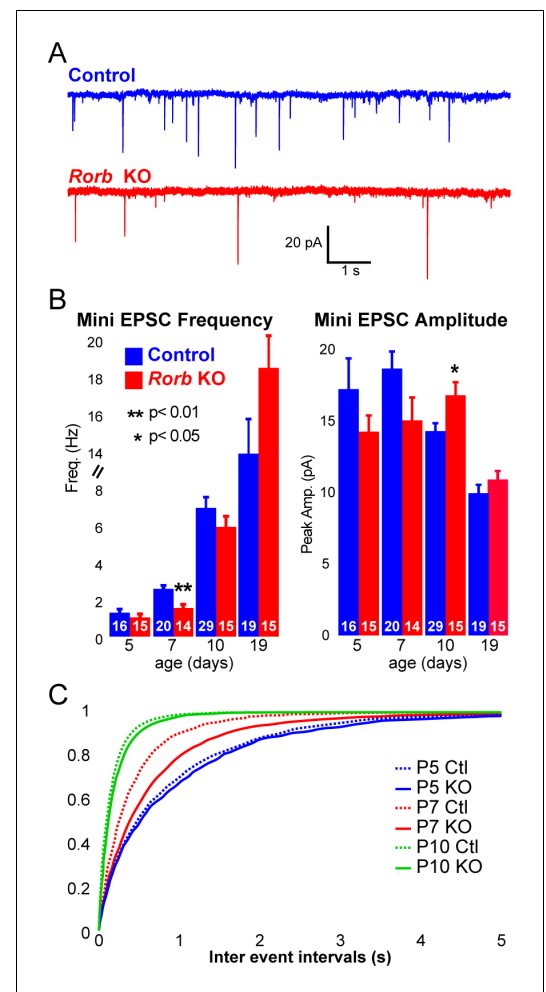 A
Control
Rorb KO
20 pA
1 s
B
Mini EPSC Frequency
Mini EPSC Amplitude
Control
Rorb KO
** p< 0.01
* p< 0.05
Freq. (Hz)
20
18
16
14
//
8
6
4
2
0
**
16 15 20 14 29 15 19 15
5 7 10 19
age (days)
Peak Amp. (pA)
20
15
10
5
0
*
16 15 20 14 29 15 19 15
5 7 10 19
age (days)
C
1
0.8
0.6
0.4
0.2
0
P5 Ctl
P5 KO
P7 Ctl
P7 KO
P10 Ctl
P10 KO
0 1 2 3 4 5
Inter event intervals (s)